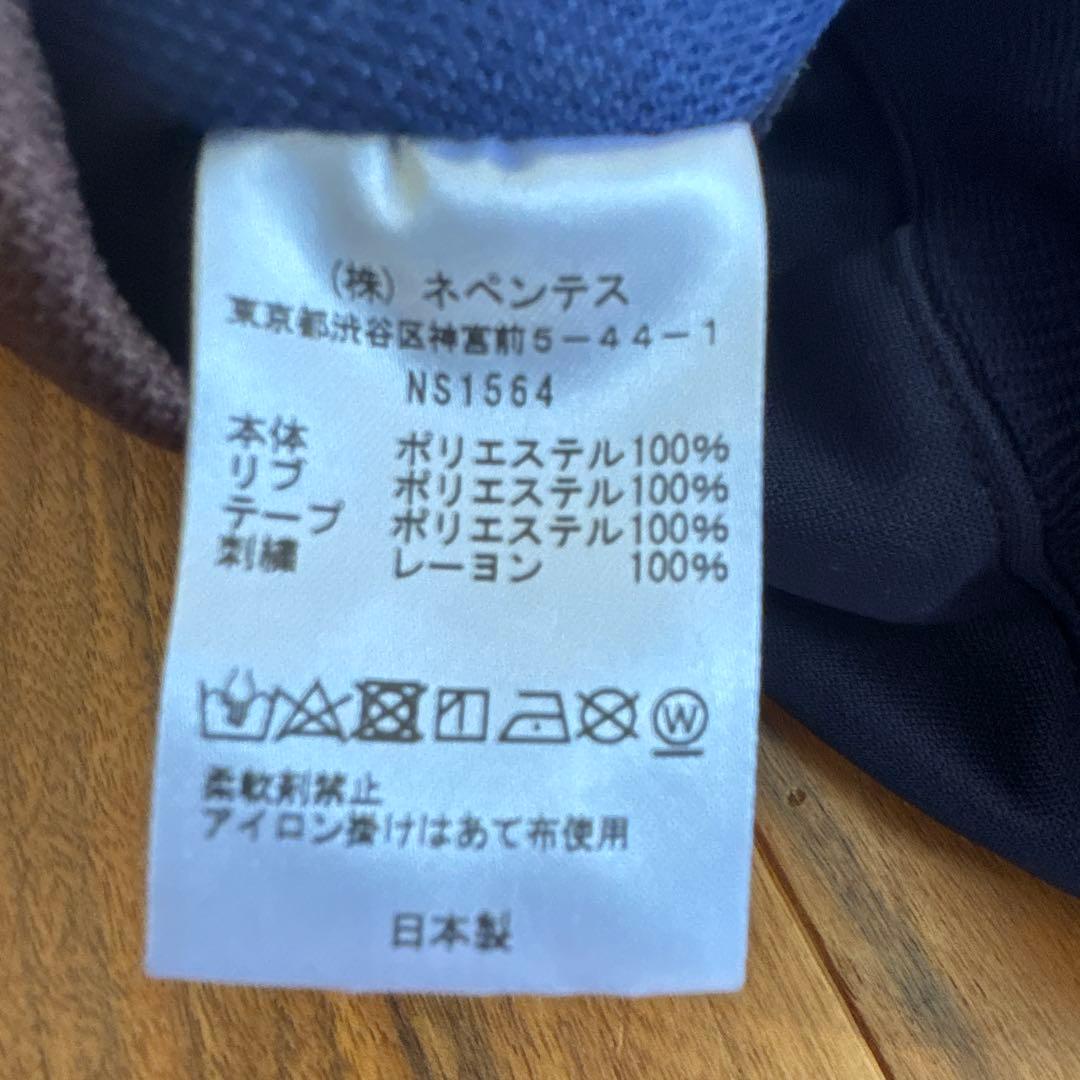 (株) ネペンテス
東京都渋谷区神宮前5-44-1
NS1564
本体 ポリエステル100%
リブ ポリエステル100%
テープ ポリエステル100%
刺繍 レーヨン 100%
W
柔軟剤禁止
アイロン掛けはあて布使用
日本製